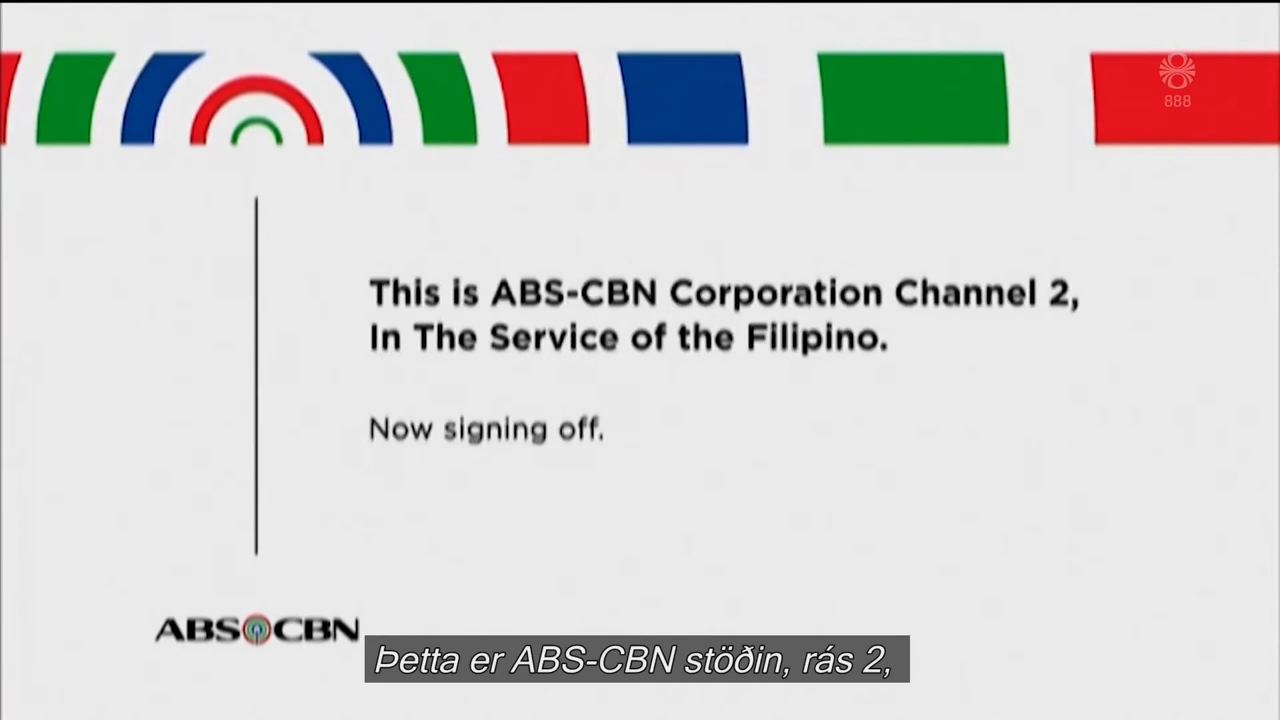 888
This is ABS-CBN Corporation Channel 2,
In The Service of the Filipino.
Now signing off.
ABS CBN
Þetta er ABS-CBN stöðin, rás 2,